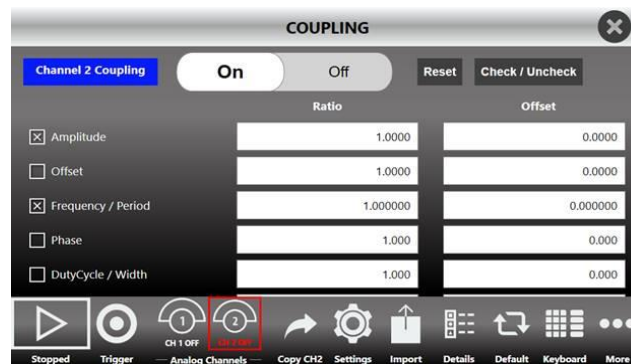 COUPLING
Channel 2 Coupling On Off Reset Check / Uncheck
Ratio Offset
Amplitude 1.0000 0.0000
Offset 1.0000 0.0000
Frequency / Period 1.000000 0.000000
Phase 1.000 0.000
DutyCycle / Width 1.000 0.000
1 2
CH 1 OFF CH 2 OFF
Stopped Trigger Analog Channels Copy CH2 Settings Import Details Default Keyboard More